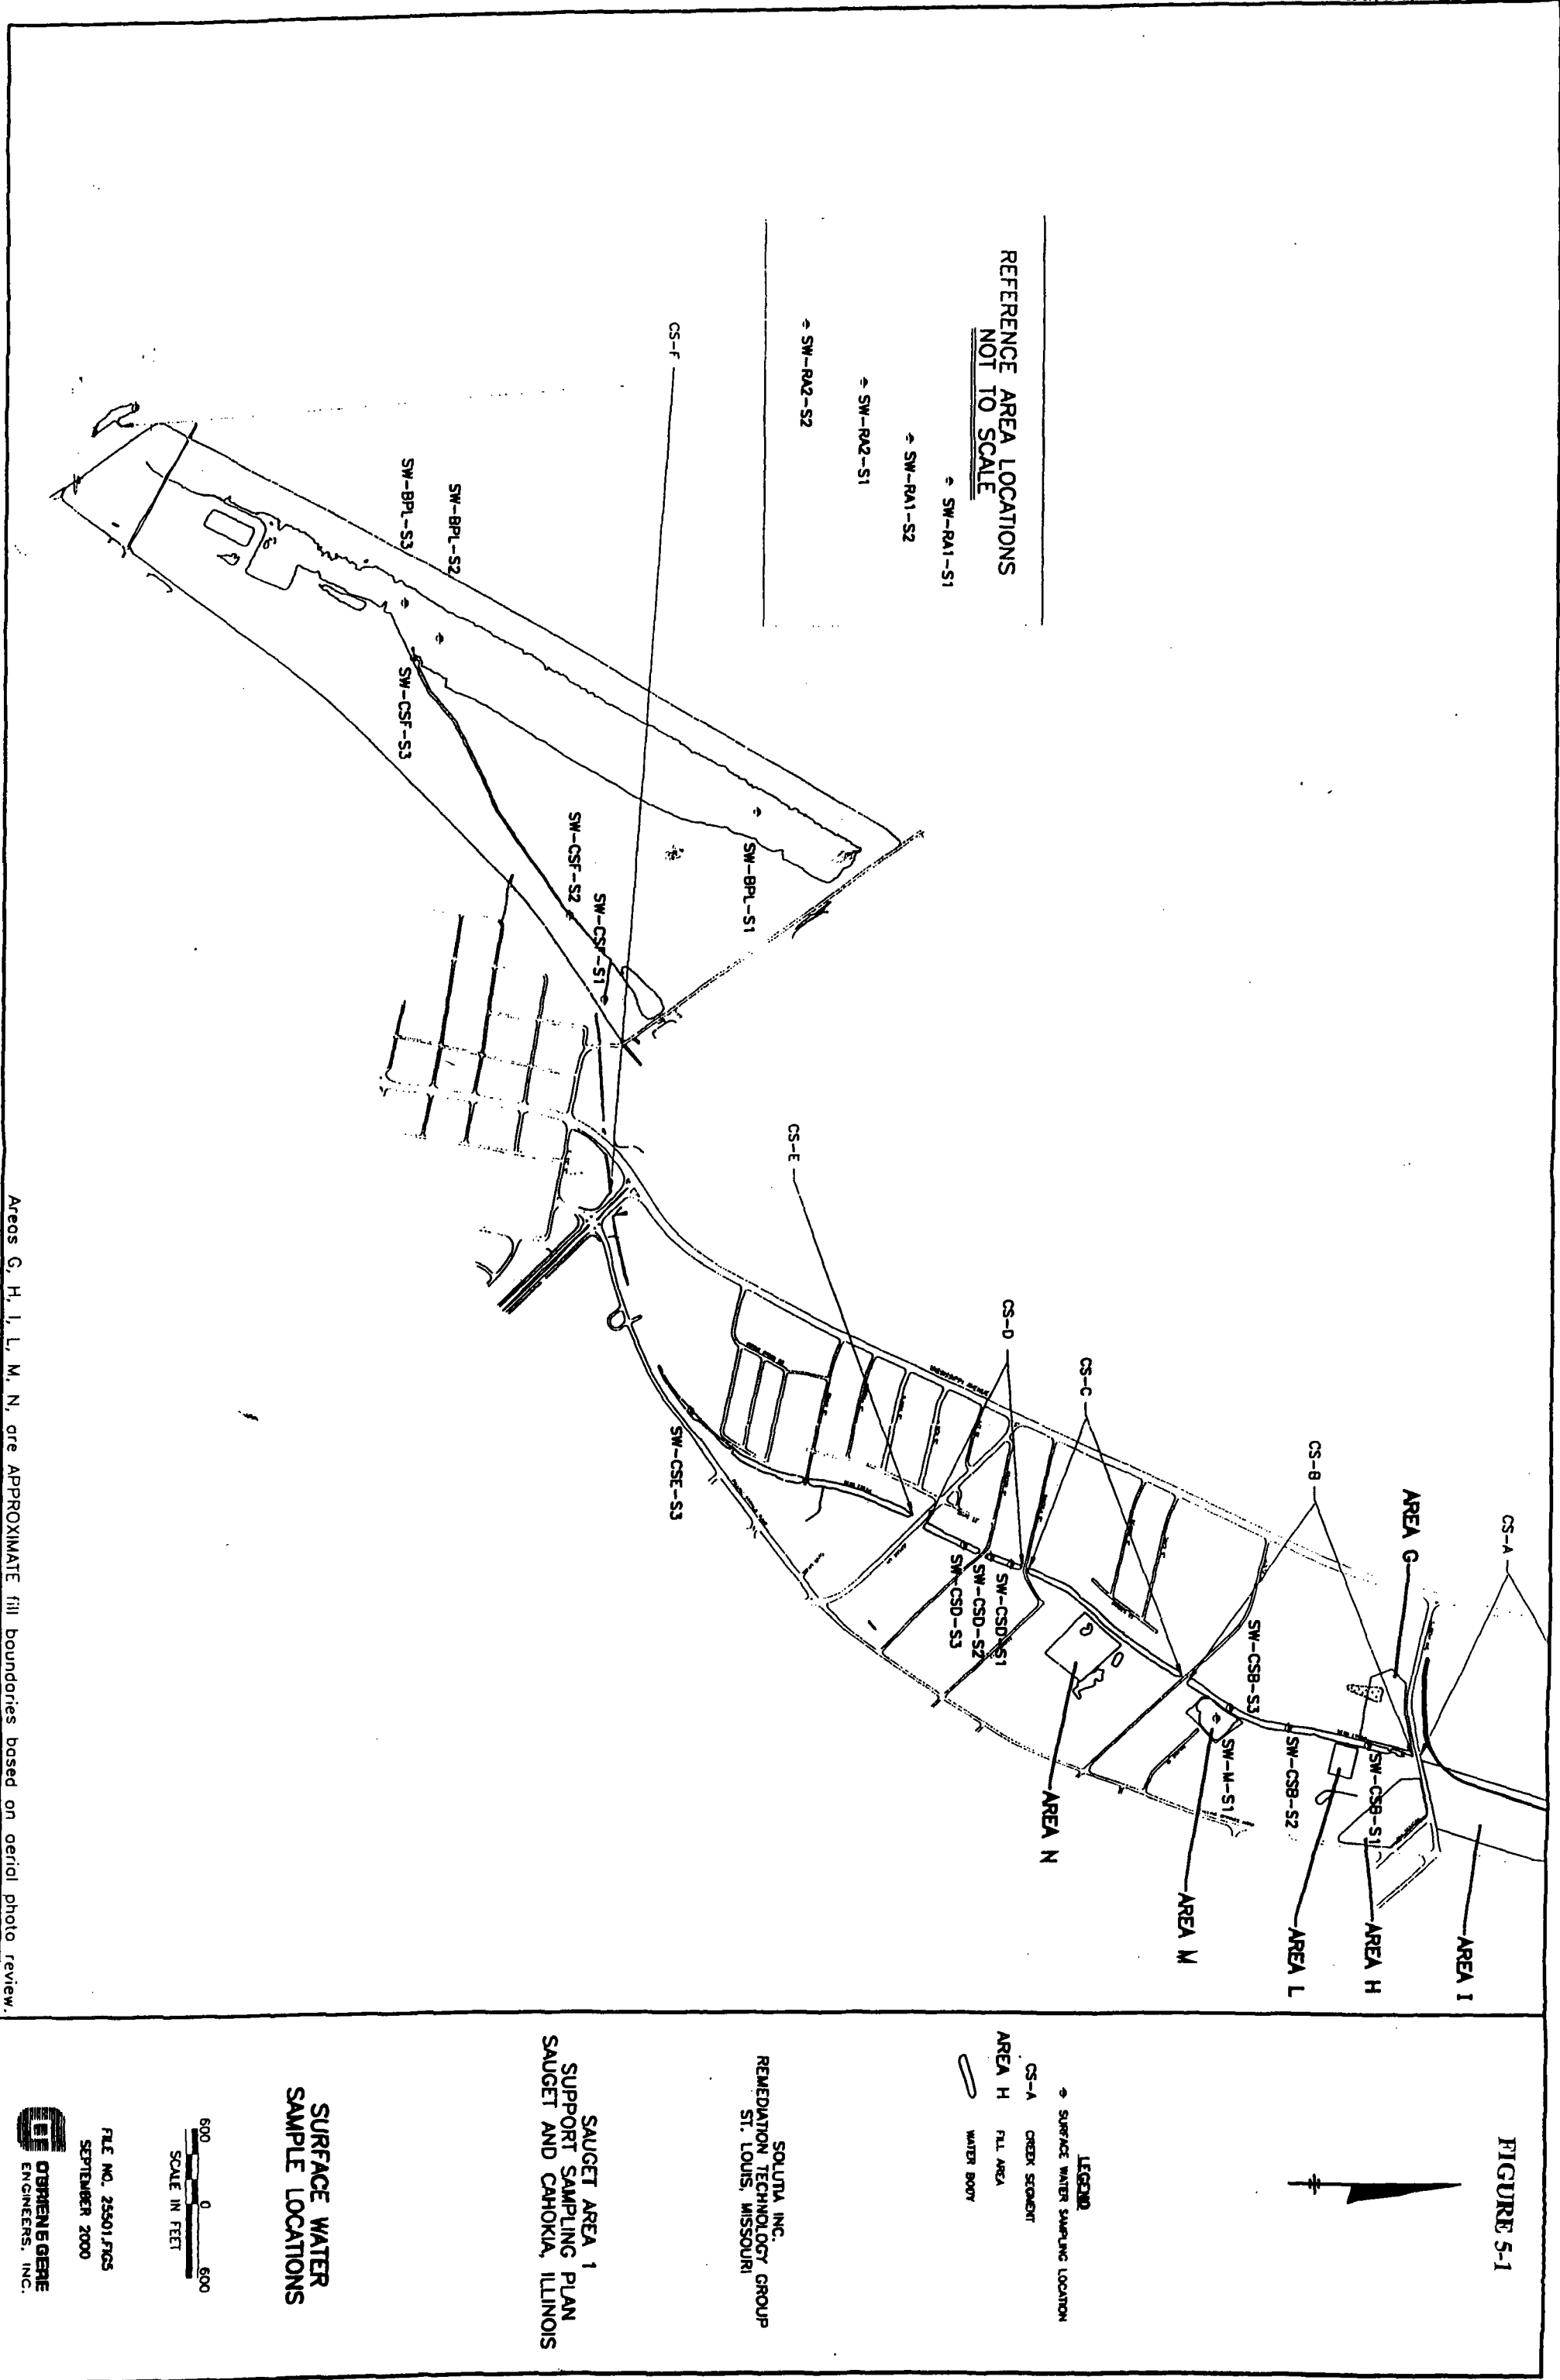 FIGURE 5-1
LEGEND
SURFACE WATER SAMPLING LOCATION
CS-A CREEK SEGMENT
AREA H FILL AREA
WATER BODY
SOLUTIA INC.
REMEDIATION TECHNOLOGY GROUP
ST. LOUIS, MISSOURI
SAUGET AREA 1
SUPPORT SAMPLING PLAN
SAUGET AND CAHOKIA, ILLINOIS
SURFACE WATER
SAMPLE LOCATIONS
600 0 600
SCALE IN FEET
FILE NO. 25501.FIG5
SEPTEMBER 2000
O'BRIEN & GERE
ENGINEERS, INC.
REFERENCE AREA LOCATIONS
NOT TO SCALE
SW-RA1-S1
SW-RA1-S2
SW-RA2-S1
SW-RA2-S2
CS-A
AREA G
CS-B
AREA I
AREA H
SW-CSB-S1
AREA L
SW-CSB-S2
SW-CSB-S3
SW-M-S1
AREA M
CS-C
AREA N
CS-D
SW-CSD-S1
SW-CSD-S2
SW-CSD-S3
MISSISSIPPI AVENUE
CS-E
SW-CSE-S3
CS-F
SW-BPL-S1
SW-CSF-S1
SW-CSF-S2
SW-BPL-S2
SW-BPL-S3
SW-CSF-S3
Areas G, H, I, L, M, N, are APPROXIMATE fill boundaries based on aerial photo review.